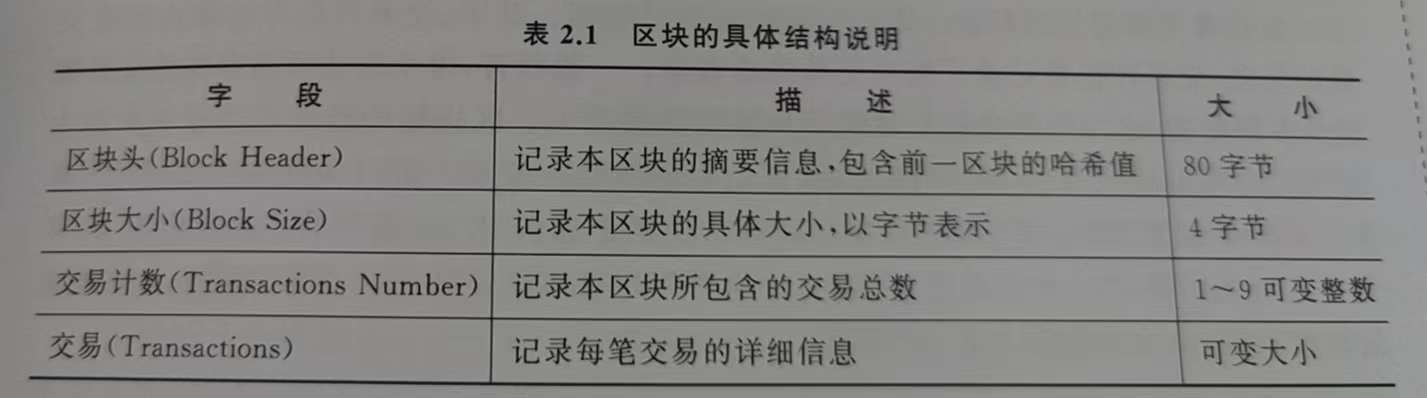 表 2.1 区块的具体结构说明
字 段 描 述 大 小
区块头(Block Header) 记录本区块的摘要信息,包含前一区块的哈希值 80 字节
区块大小(Block Size) 记录本区块的具体大小,以字节表示 4 字节
交易计数(Transactions Number) 记录本区块所包含的交易总数 1～9 可变整数
交易(Transactions) 记录每笔交易的详细信息 可变大小